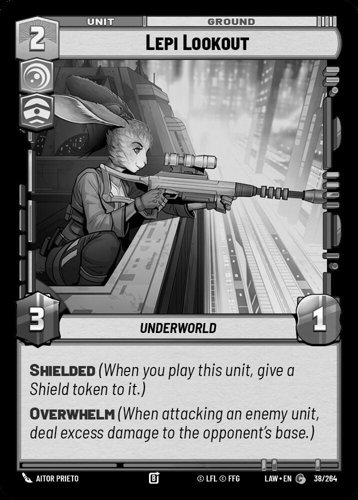 UNIT
GROUND
2
LEPI LOOKOUT
3
UNDERWORLD
1
SHIELDED (When you play this unit, give a
Shield token to it.)
OVERWHELM (When attacking an enemy unit,
deal excess damage to the opponent's base.)
AITOR PRIETO
© LFL © FFG
LAW • EN
38/264